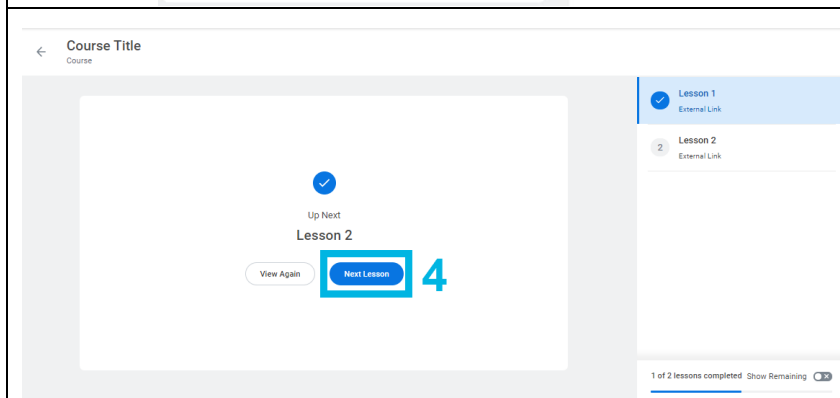 Course Title
Course
Up Next
Lesson 2
View Again
Next Lesson
4
Lesson 1
External Link
2
Lesson 2
External Link
1 of 2 lessons completed Show Remaining